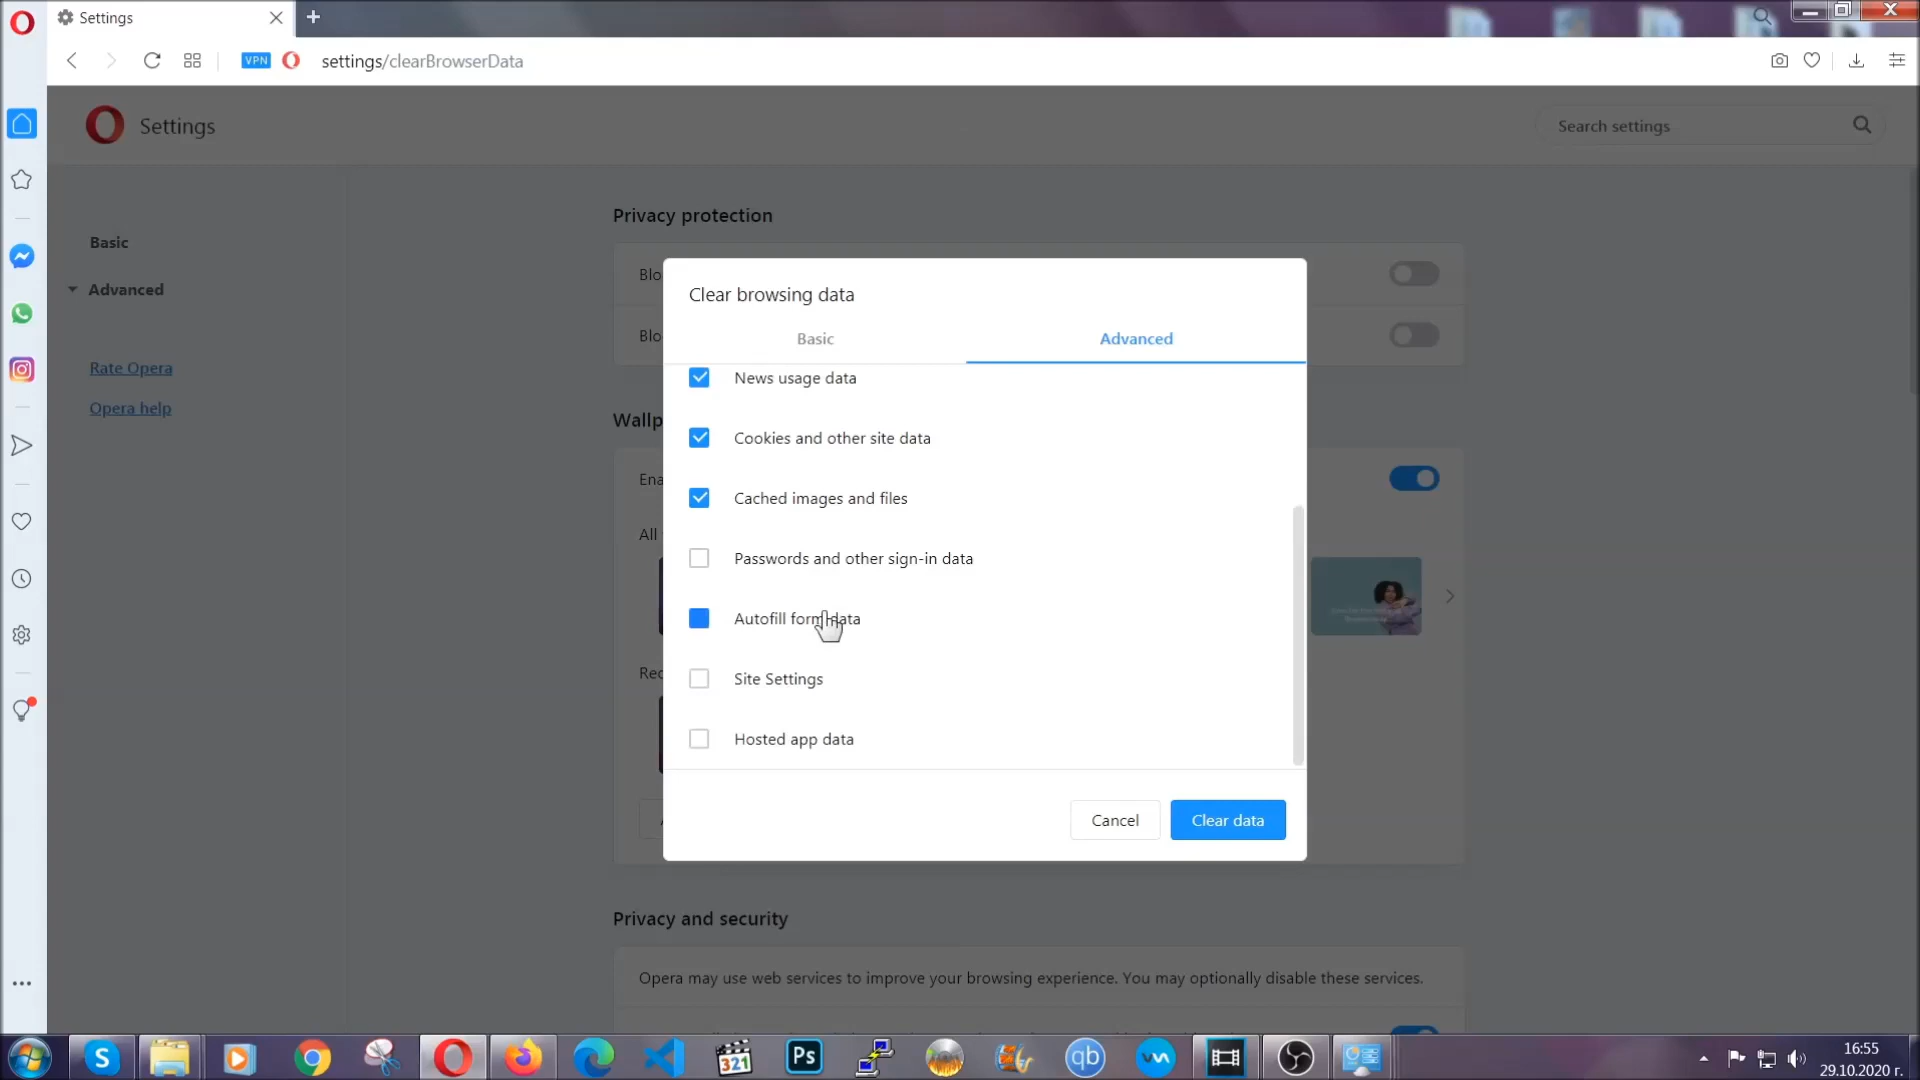 Settings
VPN
settings/clearBrowserData
Settings
Search settings
Basic
Advanced
Rate Opera
Opera help
Privacy protection
Blo
Blo
Wallp
Ena
All
Rec
Clear browsing data
Basic
Advanced
News usage data
Cookies and other site data
Cached images and files
Passwords and other sign-in data
Autofill form data
Site Settings
Hosted app data
Cancel
Clear data
Privacy and security
Opera may use web services to improve your browsing experience. You may optionally disable these services.
321
Ps
qb
16:55
29.10.2020 г.